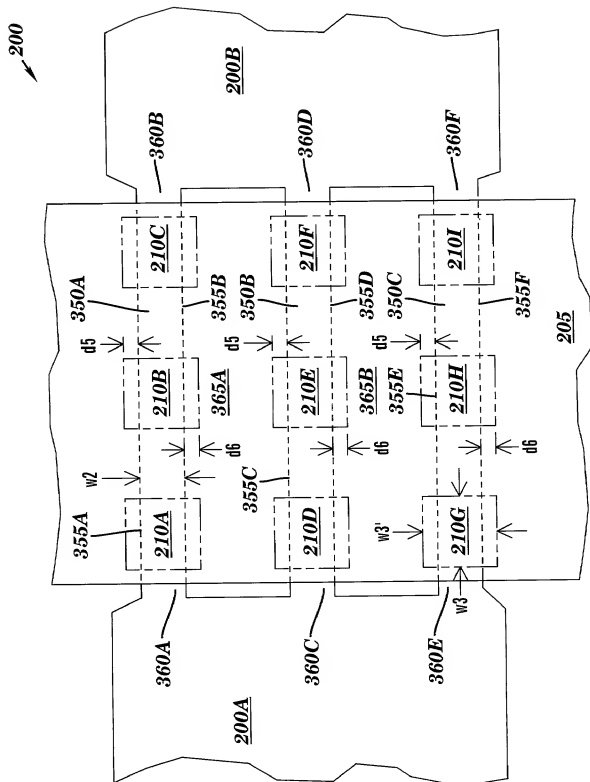 200
355A
w2
d5
350A
360B
210A
210B
210C
360A
200A
200B
d6
365A
355B
355C
d5
350B
360D
210D
210E
210F
360C
d6
365B
355D
355E
d5
350C
360F
w3'
210G
210H
210I
360E
w3
d6
355F
205